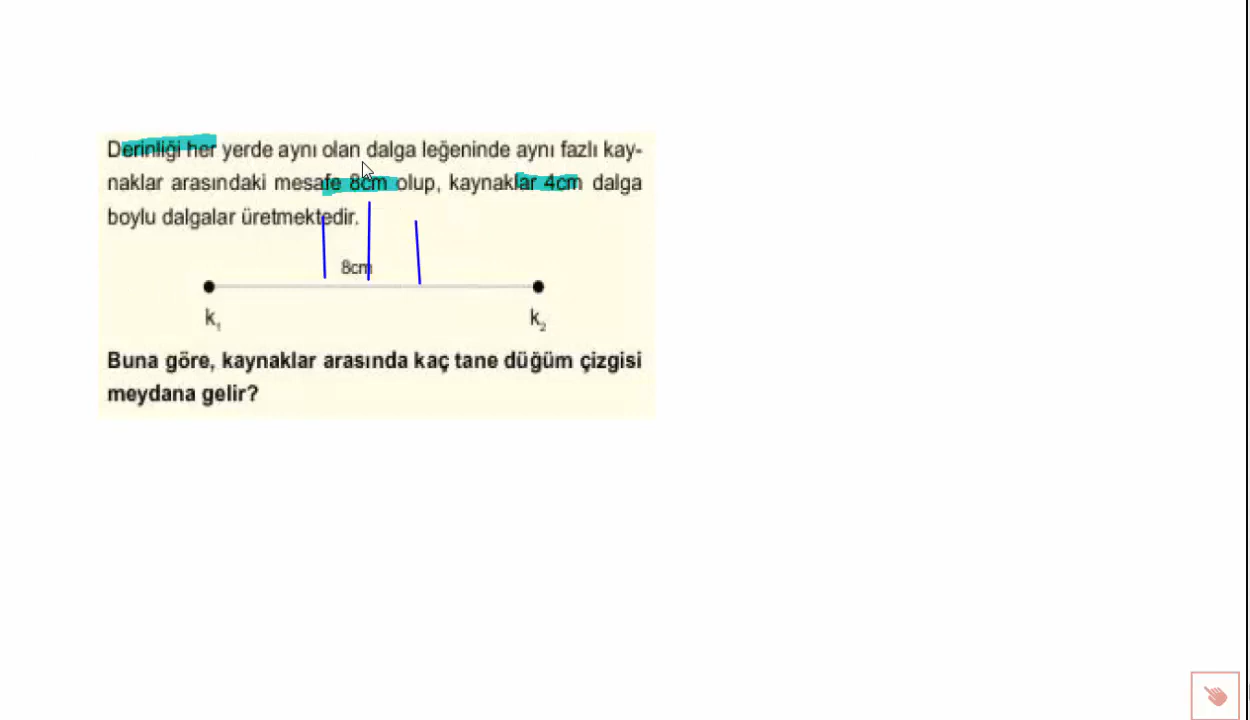 Derinliği her yerde aynı olan dalga leğeninde aynı fazlı kay-
naklar arasındaki mesafe 8cm olup, kaynaklar 4cm dalga
boylu dalgalar üretmektedir.
8cm
k₁ k₂
Buna göre, kaynaklar arasında kaç tane düğüm çizgisi
meydana gelir?